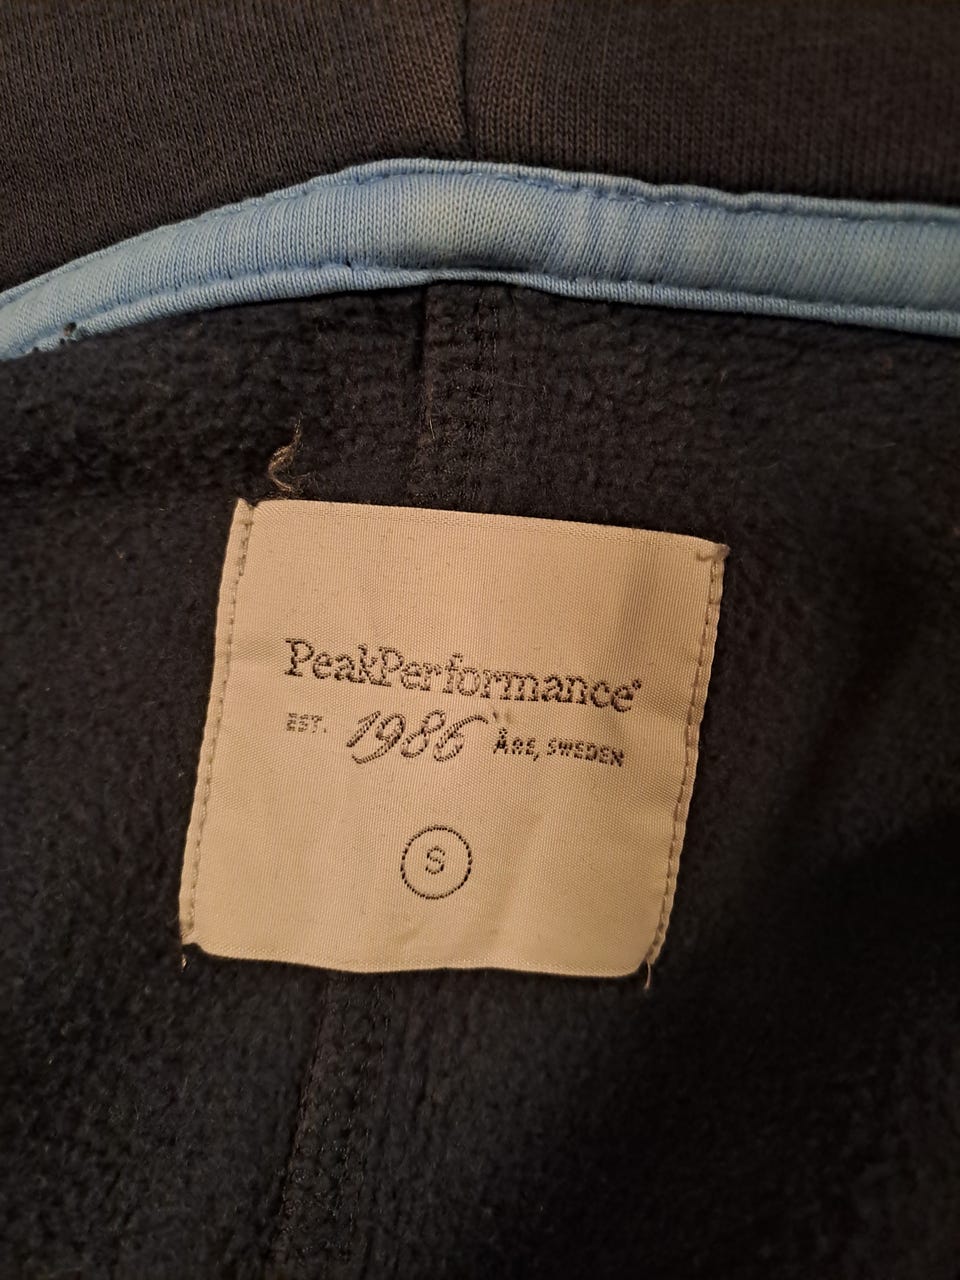 PeakPerformance®
EST. 1986 ÅRE, SWEDEN
S